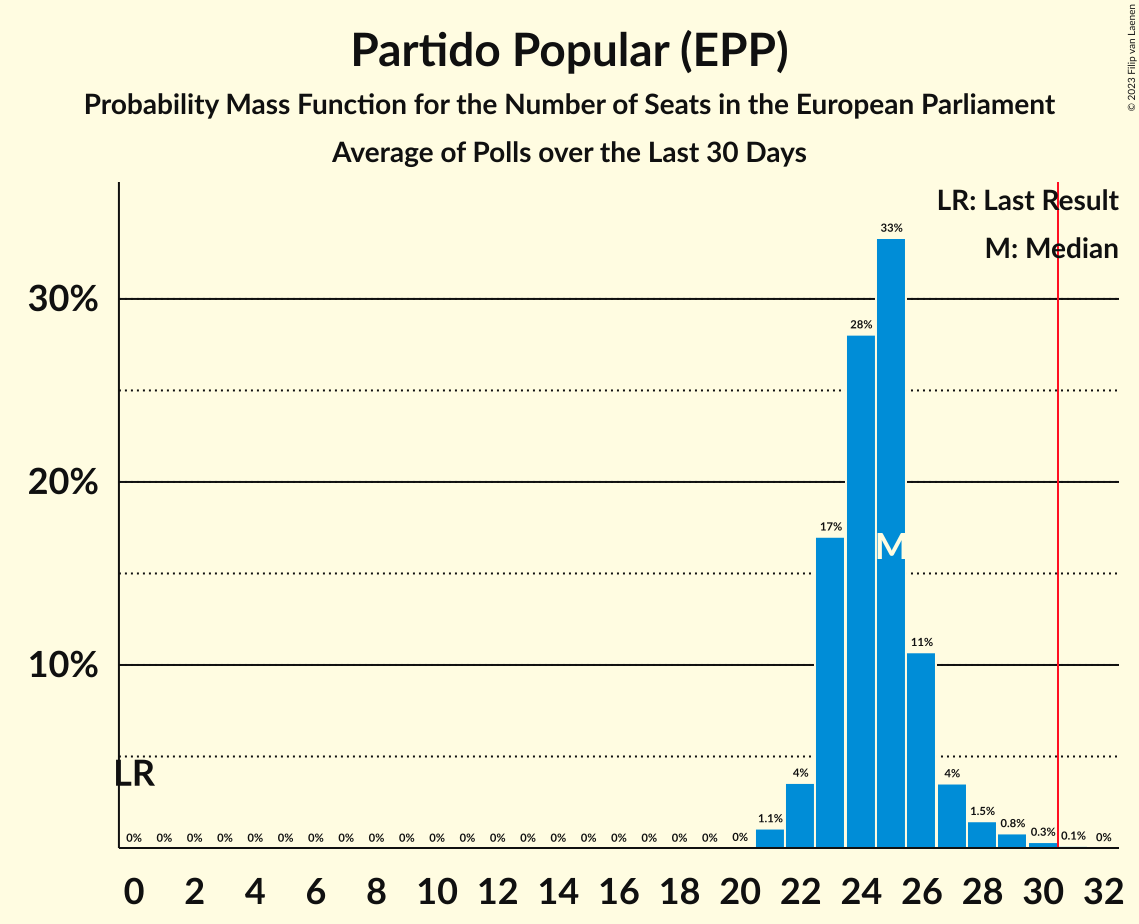 Partido Popular (EPP)
Probability Mass Function for the Number of Seats in the European Parliament
Average of Polls over the Last 30 Days
© 2023 Filip van Laenen
LR: Last Result
M: Median
33%
30%
28%
20%
17%
M
11%
10%
LR
4%
4%
1.5%
1.1%
0.8%
0.3%
0.1%
0% 0% 0% 0% 0% 0% 0% 0% 0% 0% 0% 0% 0% 0% 0% 0% 0% 0% 0% 0% 0% 0%
0 2 4 6 8 10 12 14 16 18 20 22 24 26 28 30 32